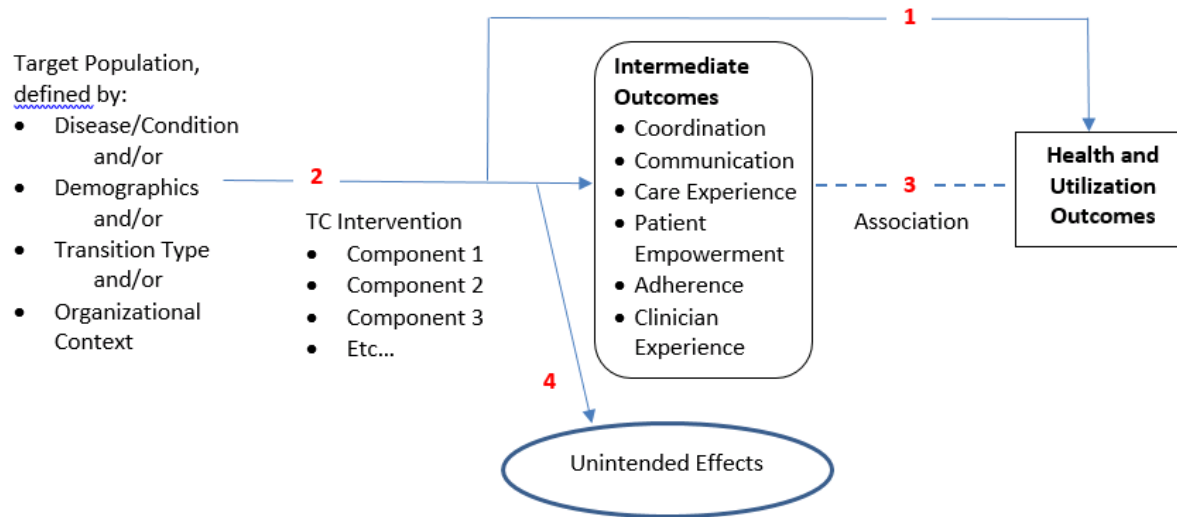 1
Target Population,
defined by:
• Disease/Condition
and/or
• Demographics
and/or
• Transition Type
and/or
• Organizational
Context
2
TC Intervention
• Component 1
• Component 2
• Component 3
• Etc...
Intermediate
Outcomes
• Coordination
• Communication
• Care Experience
• Patient
Empowerment
• Adherence
• Clinician
Experience
3
Association
Health and
Utilization
Outcomes
4
Unintended Effects